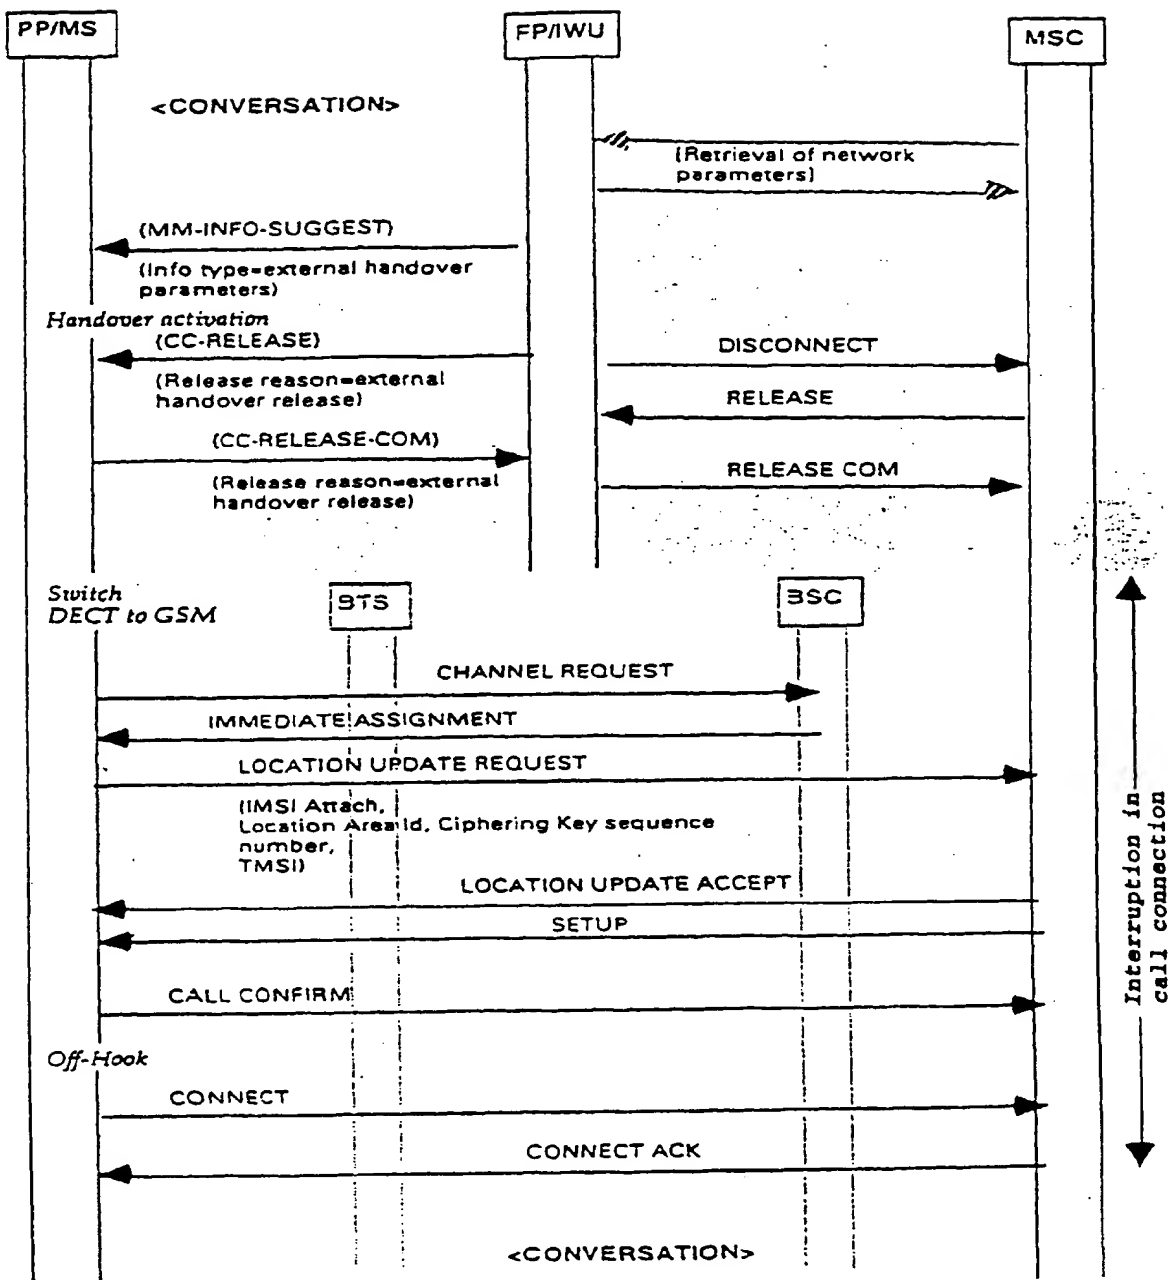 PP/MS
FP/IWU
MSC
<CONVERSATION>
(Retrieval of network
parameters)
(MM-INFO-SUGGEST)
(Info type=external handover
parameters)
Handover activation
(CC-RELEASE)
DISCONNECT
(Release reason=external
handover release)
RELEASE
(CC-RELEASE-COM)
RELEASE COM
(Release reason=external
handover release)
Switch
DECT to GSM
BTS
BSC
CHANNEL REQUEST
IMMEDIATE ASSIGNMENT
LOCATION UPDATE REQUEST
(IMSI Attach,
Location Area Id, Ciphering Key sequence
number,
TMSI)
LOCATION UPDATE ACCEPT
SETUP
CALL CONFIRM
Off-Hook
CONNECT
CONNECT ACK
<CONVERSATION>
Interruption in
call connection